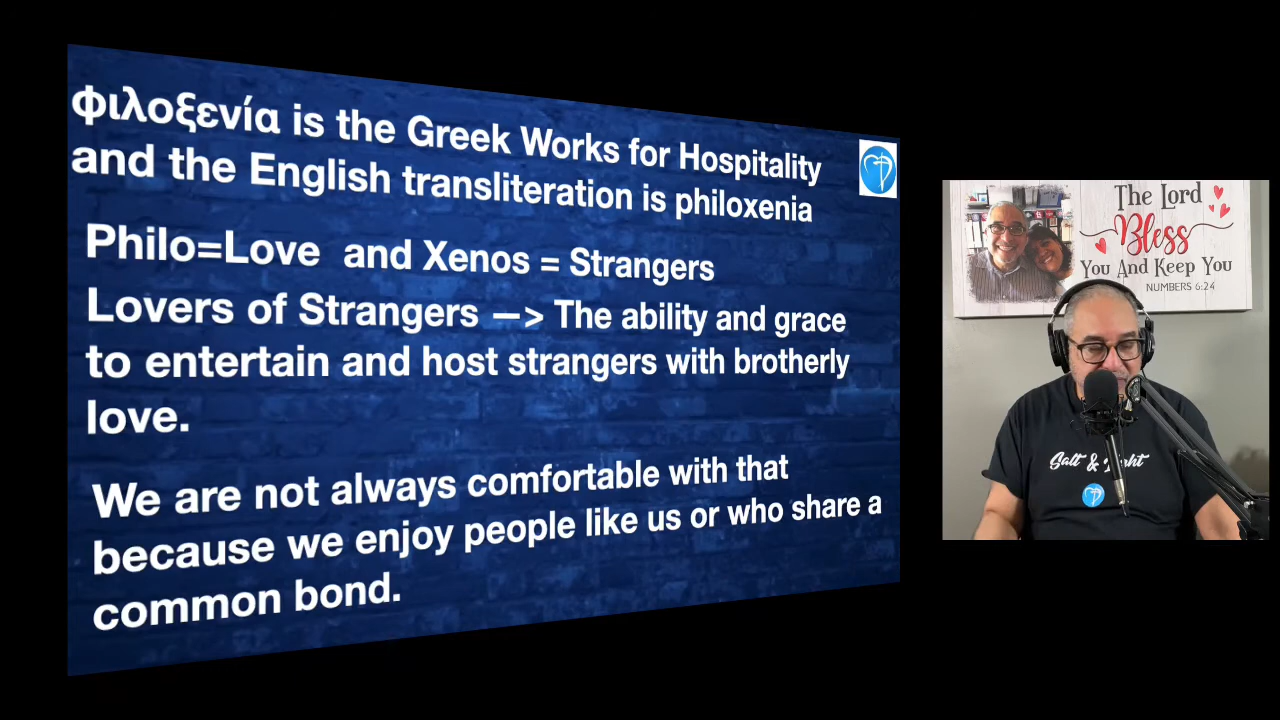 φιλοξενία is the Greek Works for Hospitality
and the English transliteration is philoxenia
Philo=Love and Xenos = Strangers
Lovers of Strangers —> The ability and grace
to entertain and host strangers with brotherly
love.
We are not always comfortable with that
because we enjoy people like us or who share a
common bond.
The Lord
Bless
You And Keep You
NUMBERS 6:24
Salt &